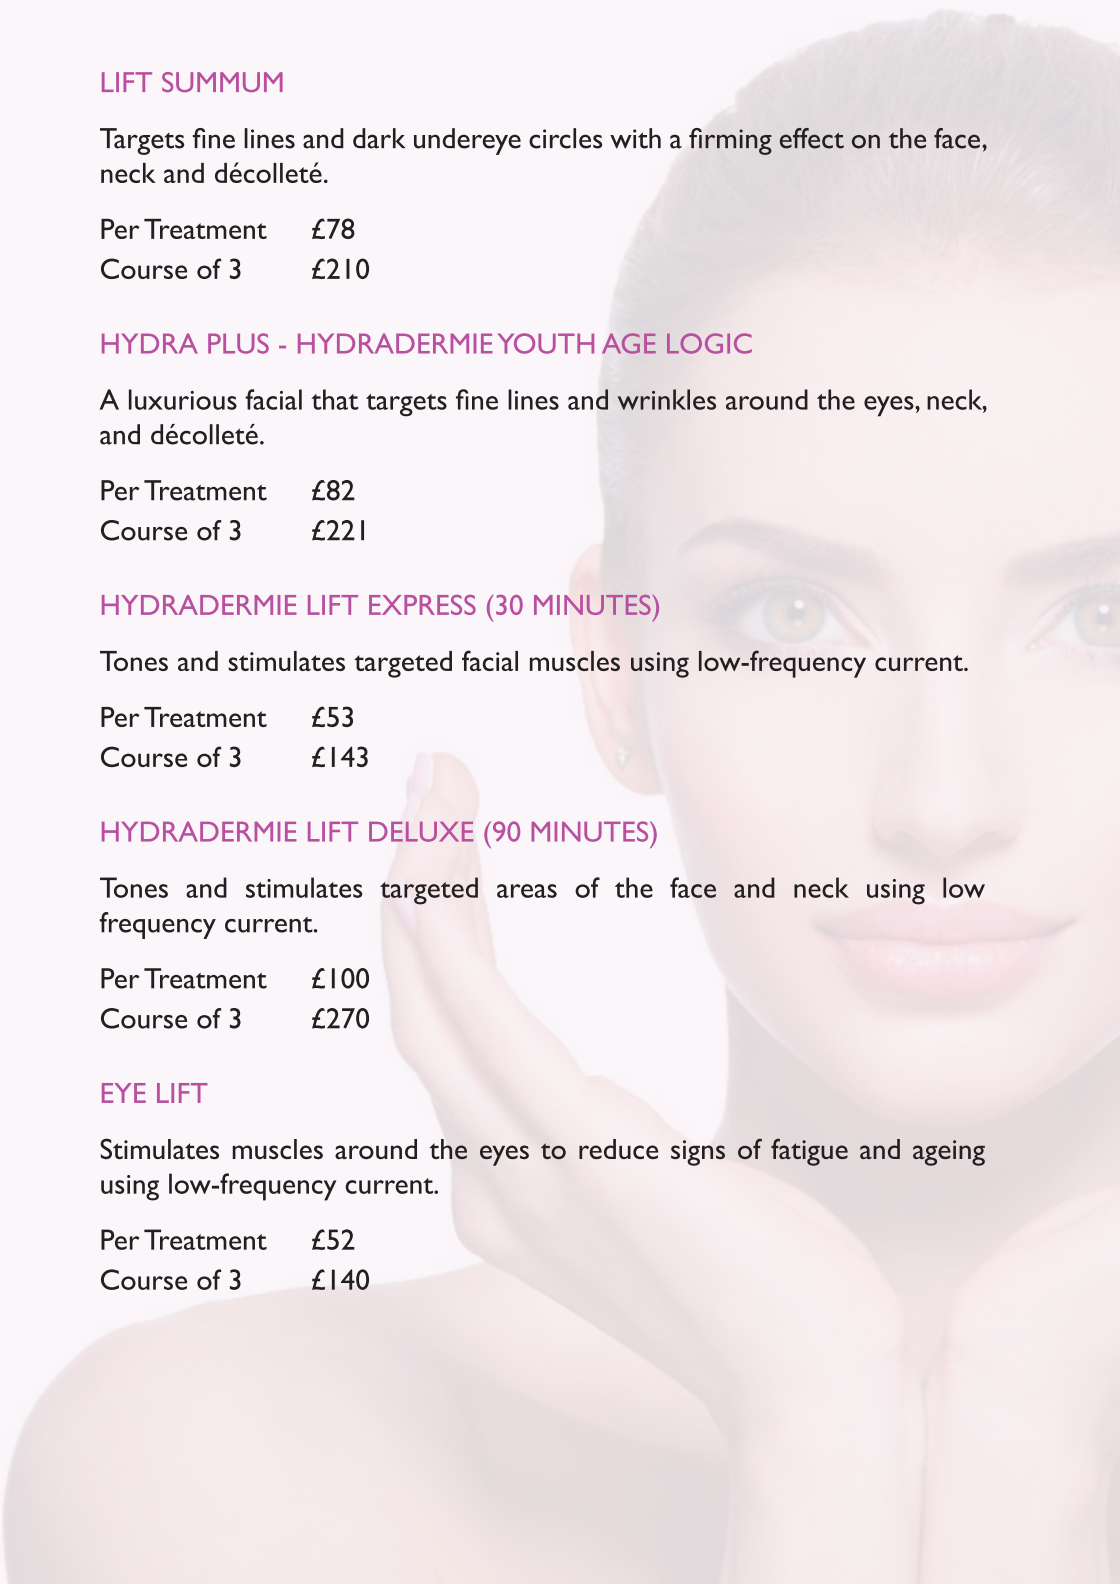 LIFT SUMMUM
Targets fine lines and dark undereye circles with a firming effect on the face,
neck and décolleté.
Per Treatment £78
Course of 3 £210
HYDRA PLUS - HYDRADERMIE YOUTH AGE LOGIC
A luxurious facial that targets fine lines and wrinkles around the eyes, neck,
and décolleté.
Per Treatment £82
Course of 3 £221
HYDRADERMIE LIFT EXPRESS (30 MINUTES)
Tones and stimulates targeted facial muscles using low-frequency current.
Per Treatment £53
Course of 3 £143
HYDRADERMIE LIFT DELUXE (90 MINUTES)
Tones and stimulates targeted areas of the face and neck using low
frequency current.
Per Treatment £100
Course of 3 £270
EYE LIFT
Stimulates muscles around the eyes to reduce signs of fatigue and ageing
using low-frequency current.
Per Treatment £52
Course of 3 £140